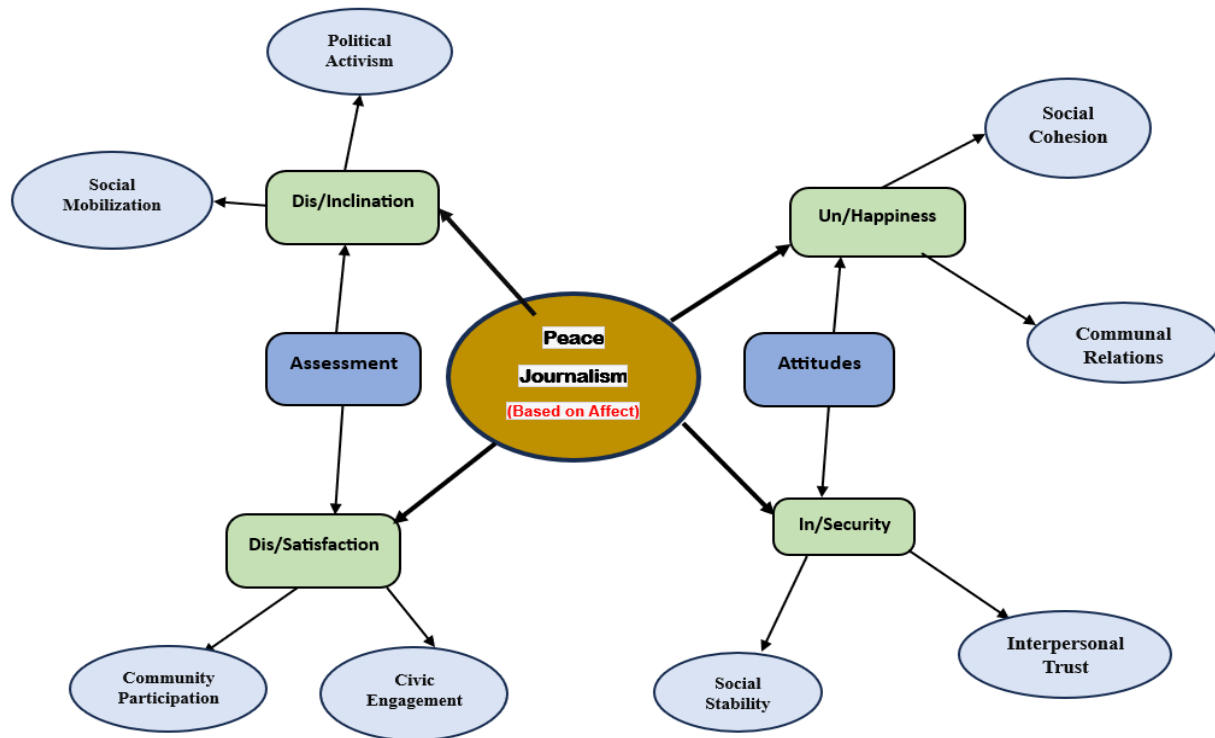 Political
Activism
Social
Cohesion
Social
Mobilization
Dis/Inclination
Un/Happiness
Peace
Journalism
(Based on Affect)
Assessment
Attitudes
Communal
Relations
Dis/Satisfaction
In/Security
Community
Participation
Civic
Engagement
Social
Stability
Interpersonal
Trust